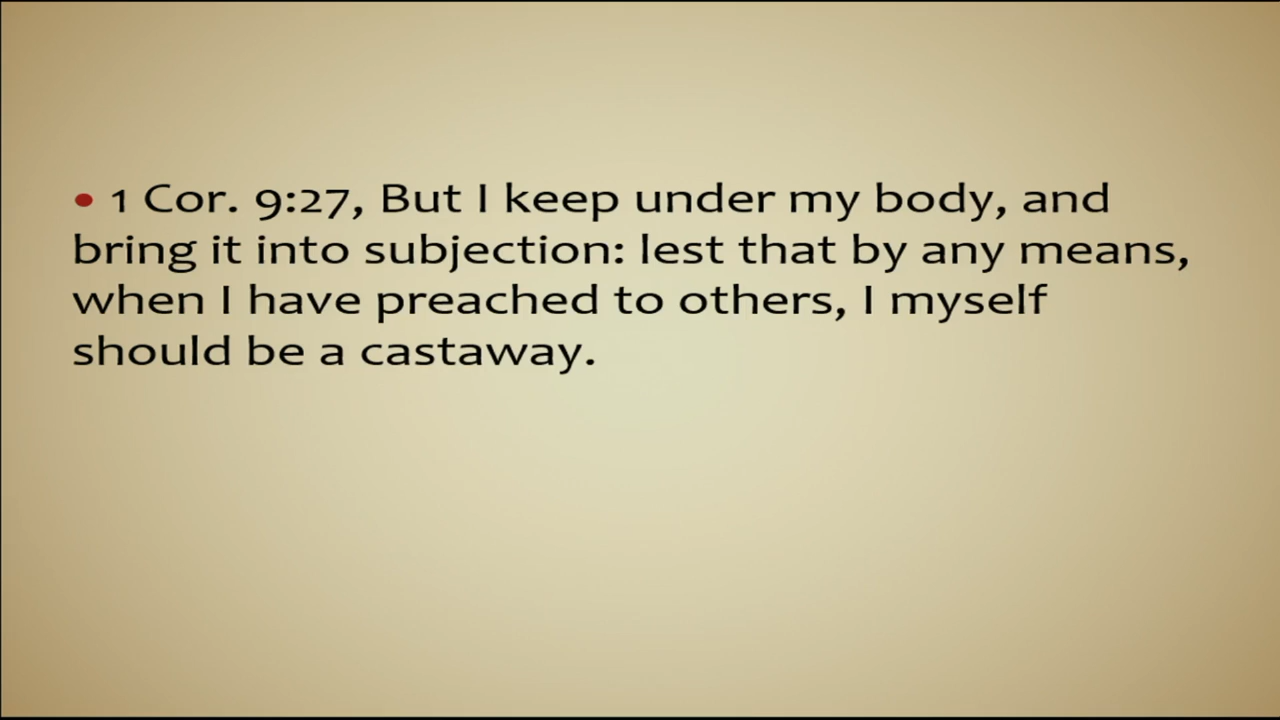 • 1 Cor. 9:27, But I keep under my body, and
bring it into subjection: lest that by any means,
when I have preached to others, I myself
should be a castaway.